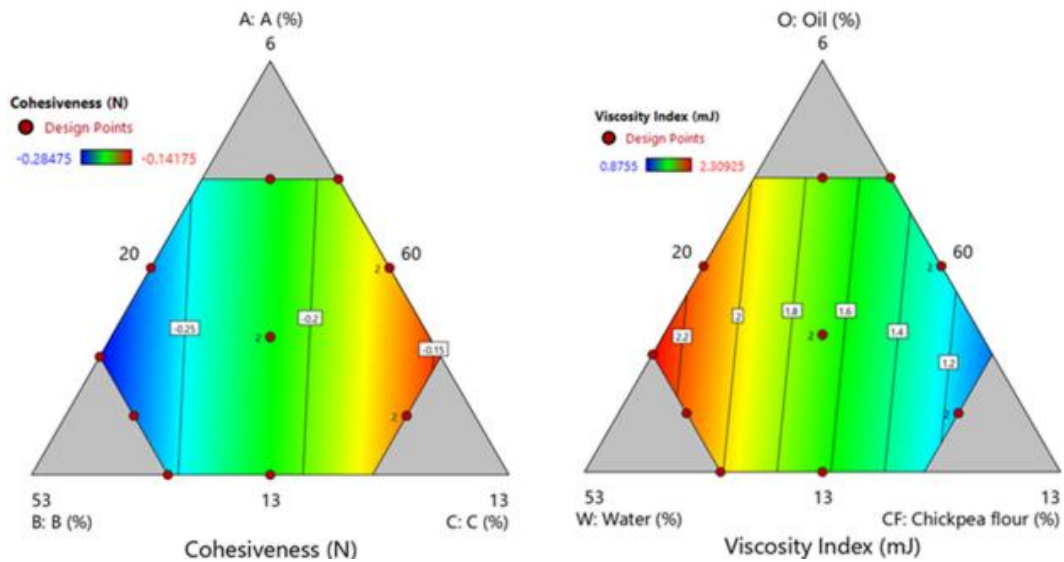 A: A (%)
6
Cohesiveness (N)
Design Points
-0.28475
-0.14175
20
60
2
-0.25
-0.2
2
-0.15
2
53
13
13
B: B (%)
C: C (%)
Cohesiveness (N)
O: Oil (%)
6
Viscosity Index (mJ)
Design Points
0.8755
2.30925
20
60
2
2.2
2
1.8
1.6
2
1.4
1.2
2
53
13
13
W: Water (%)
CF: Chickpea flour (%)
Viscosity Index (mJ)